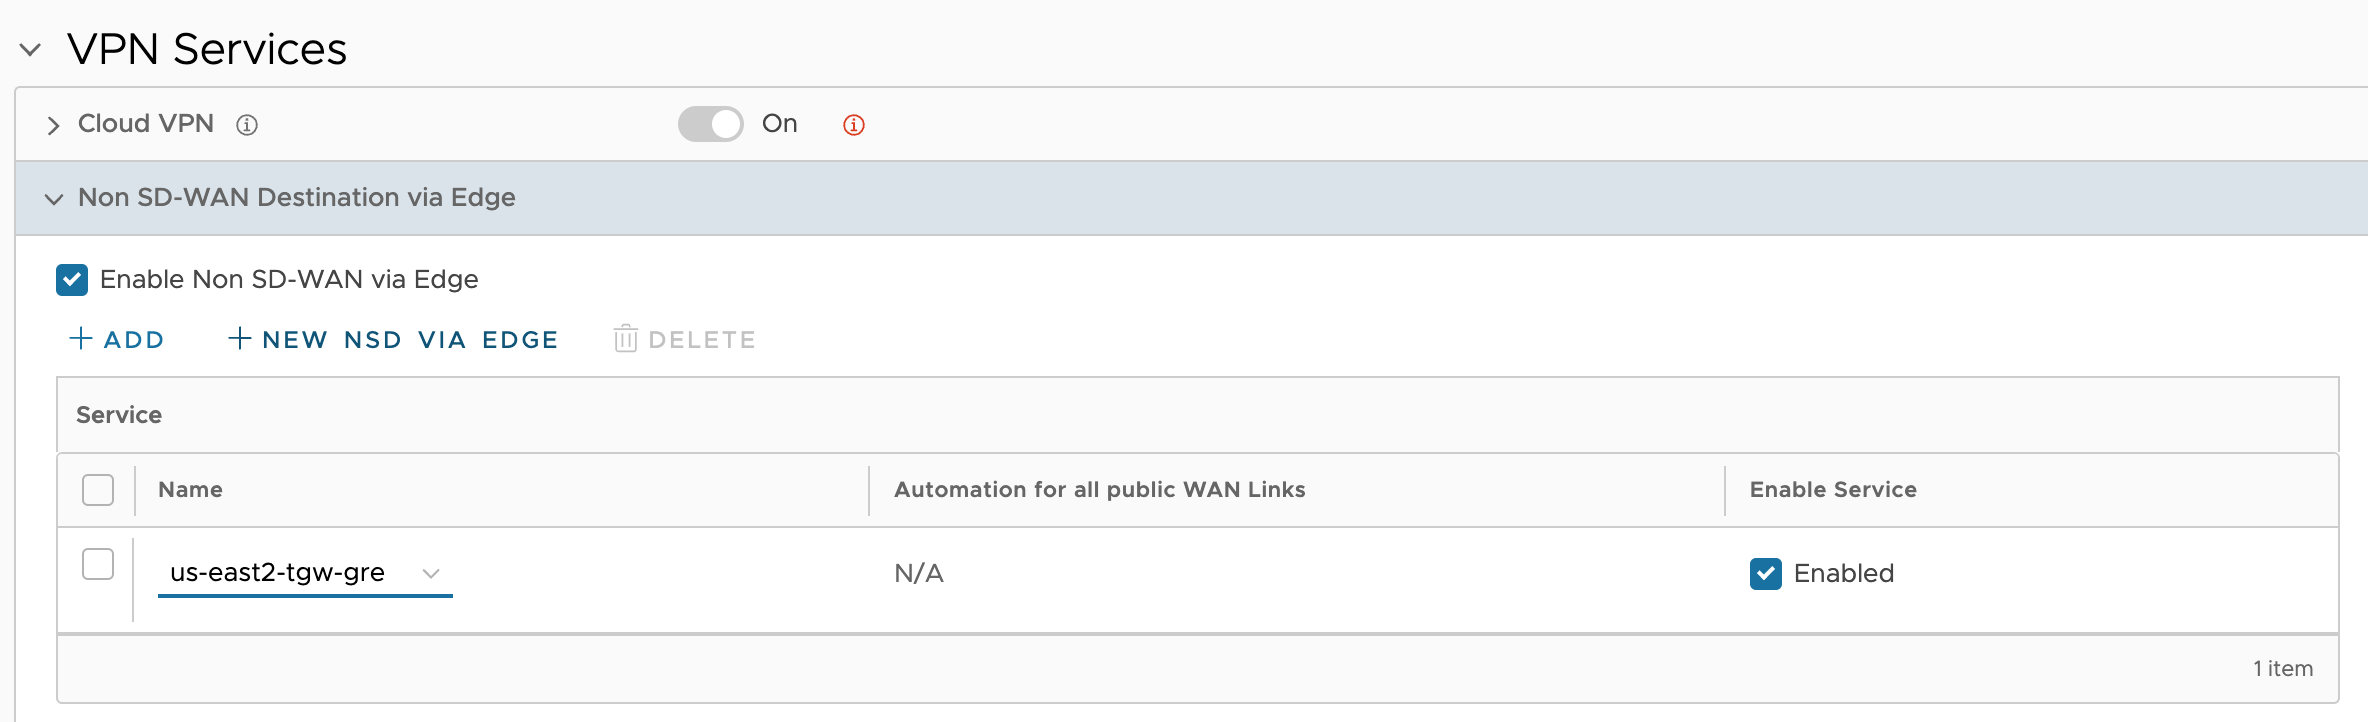 VPN Services
Cloud VPN On
Non SD-WAN Destination via Edge
Enable Non SD-WAN via Edge
ADD NEW NSD VIA EDGE DELETE
Service
Name Automation for all public WAN Links Enable Service
us-east2-tgw-gre N/A Enabled
1 item